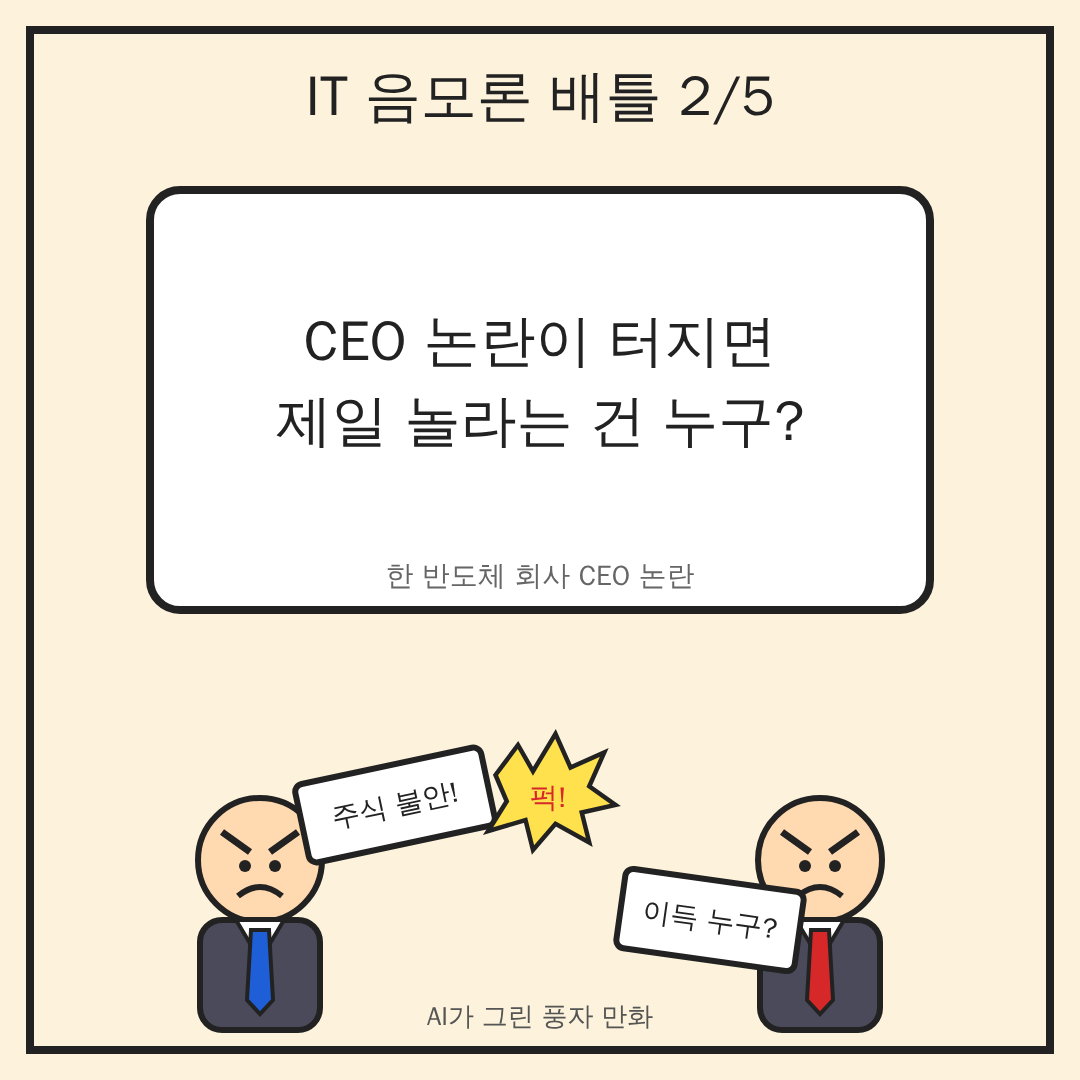 IT 음모론 배틀 2/5
CEO 논란이 터지면
제일 놀라는 건 누구?
한 반도체 회사 CEO 논란
주식 불안!
퍽!
이득 누구?
AI가 그린 풍자 만화